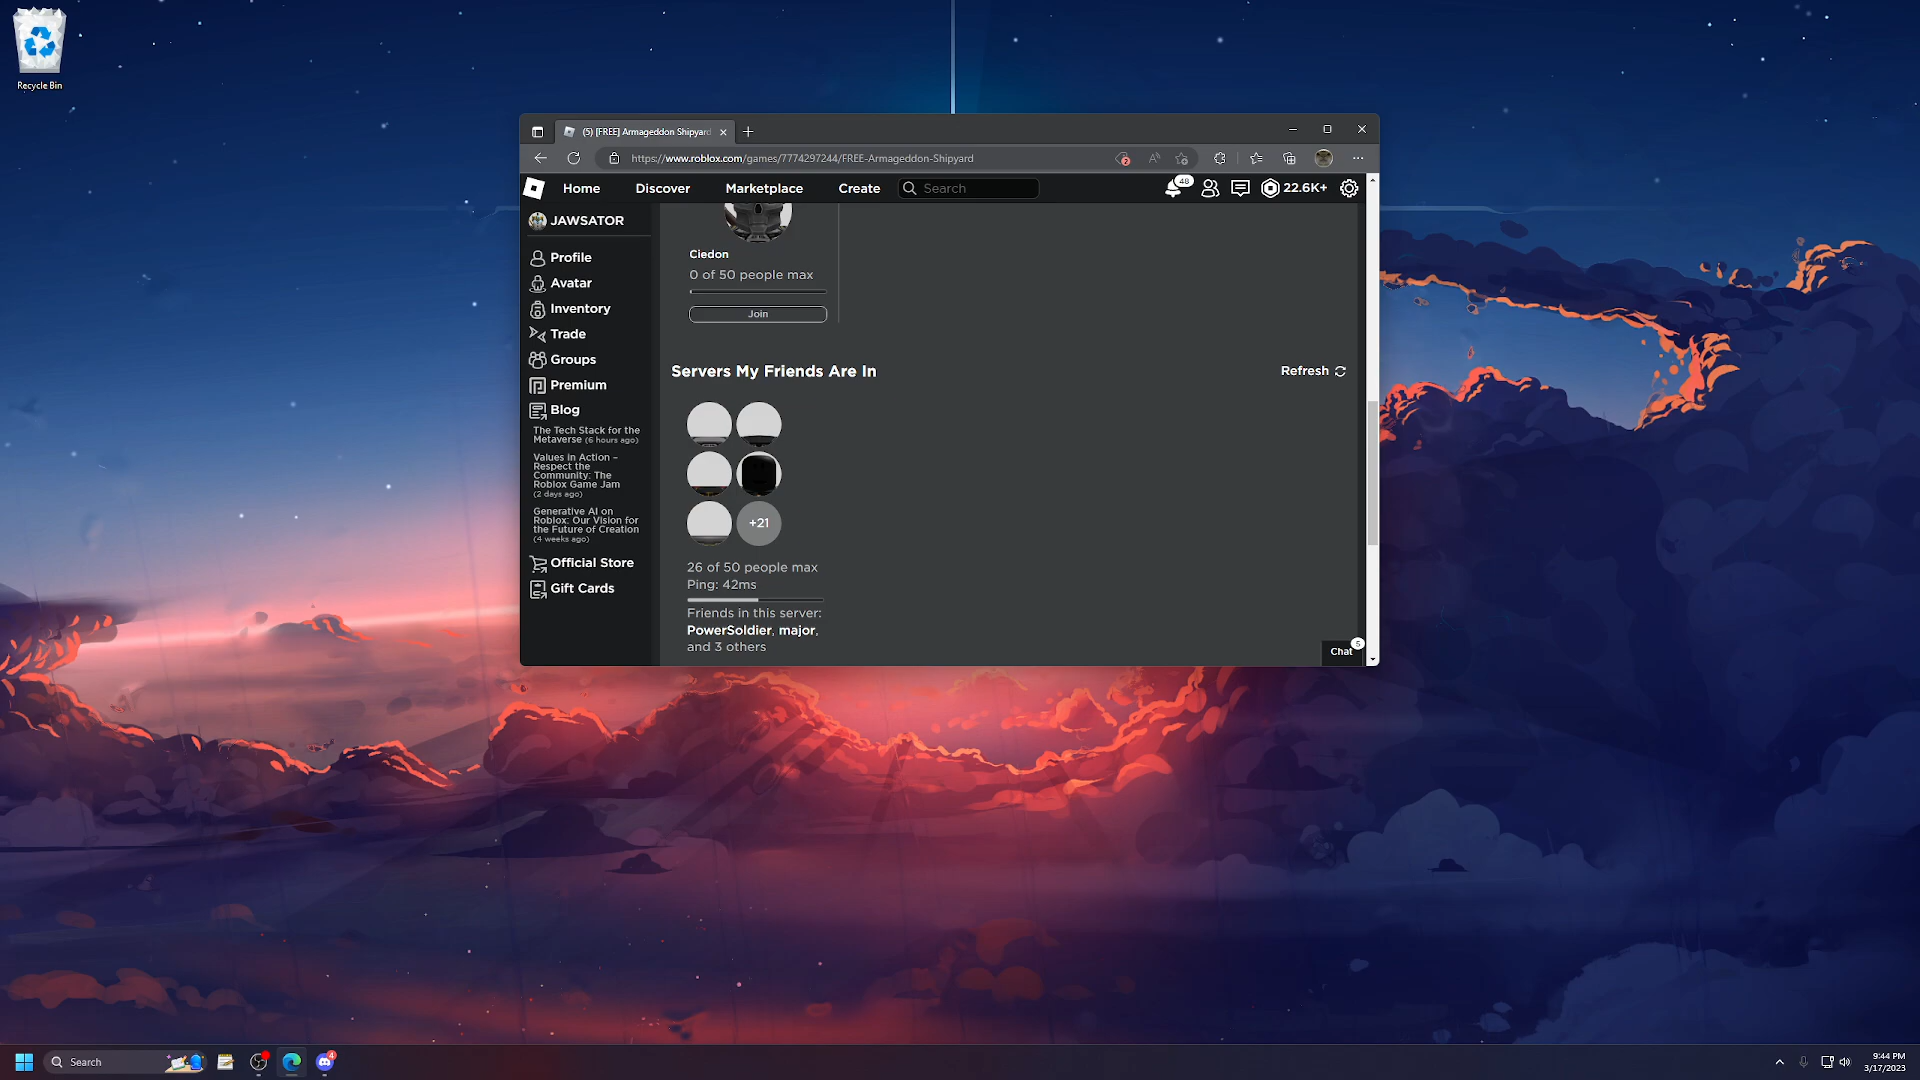 Recycle Bin
(5) [FREE] Armageddon Shipyard
https://www.roblox.com/games/7774297244/FREE-Armageddon-Shipyard
2
Home
Discover
Marketplace
Create
Search
48
22.6K+
JAWSATOR
Profile
Avatar
Inventory
Trade
Groups
Premium
Blog
The Tech Stack for the
Metaverse (6 hours ago)
Values in Action –
Respect the
Community: The
Roblox Game Jam
(2 days ago)
Generative AI on
Roblox: Our Vision for
the Future of Creation
(4 weeks ago)
Official Store
Gift Cards
Ciedon
0 of 50 people max
Join
Servers My Friends Are In
Refresh
+21
26 of 50 people max
Ping: 42ms
Friends in this server:
PowerSoldier, major,
and 3 others
Chat
5
Search
4
9:44 PM
3/17/2023